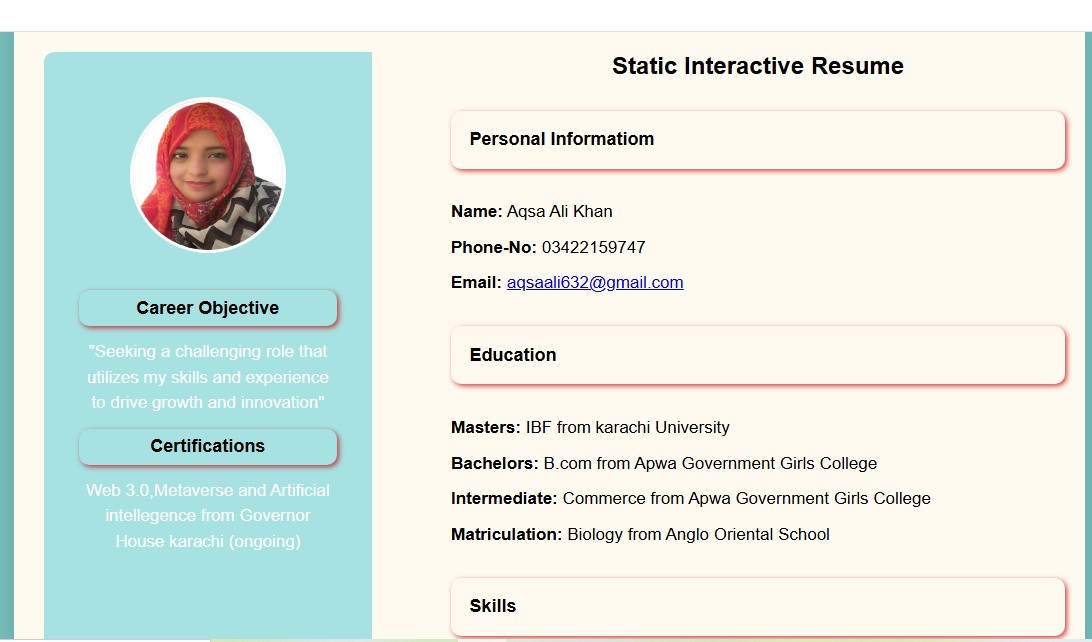 Static Interactive Resume
Career Objective
"Seeking a challenging role that
utilizes my skills and experience
to drive growth and innovation"
Certifications
Web 3.0,Metaverse and Artificial
intellegence from Governor
House karachi (ongoing)
Personal Informatiom
Name: Aqsa Ali Khan
Phone-No: 03422159747
Email: aqsaali632@gmail.com
Education
Masters: IBF from karachi University
Bachelors: B.com from Apwa Government Girls College
Intermediate: Commerce from Apwa Government Girls College
Matriculation: Biology from Anglo Oriental School
Skills